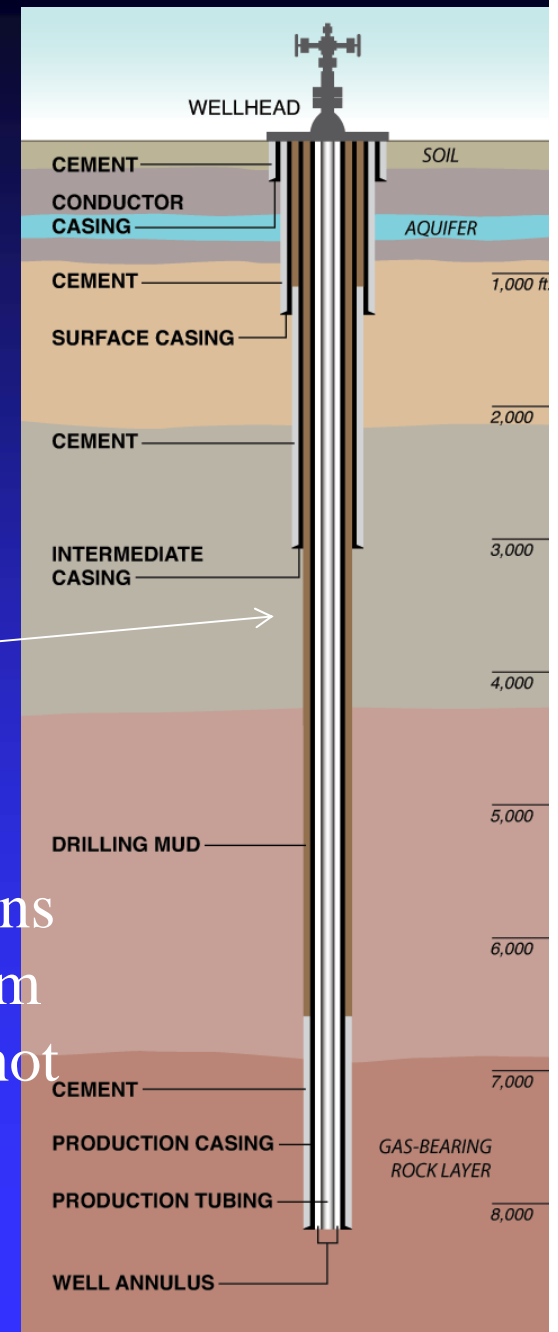 WELLHEAD
SOIL
CEMENT
CONDUCTOR
CASING
AQUIFER
CEMENT
1,000 ft.
SURFACE CASING
2,000
CEMENT
3,000
INTERMEDIATE
CASING
4,000
5,000
DRILLING MUD
ns
6,000
m
not
7,000
CEMENT
PRODUCTION CASING
GAS-BEARING
ROCK LAYER
PRODUCTION TUBING
8,000
WELL ANNULUS